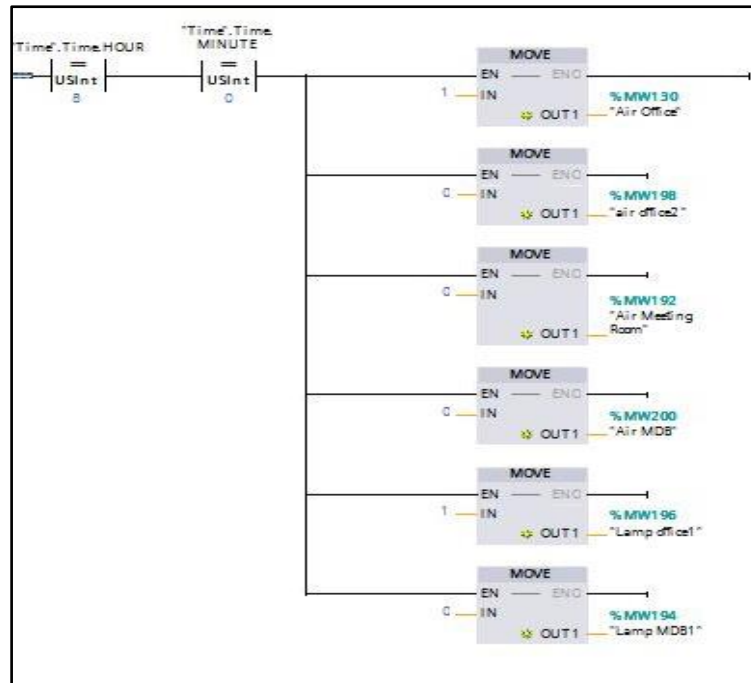 "Time".Time.HOUR
==
USInt
8
"Time".Time.
MINUTE
==
USInt
0
MOVE
EN ENO
1 IN
OUT1
%MW130
"Air Office"
MOVE
EN ENO
0 IN
OUT1
%MW198
"air office2"
MOVE
EN ENO
0 IN
OUT1
%MW192
"Air Meeting
Room"
MOVE
EN ENO
0 IN
OUT1
%MW200
"Air MDB"
MOVE
EN ENO
1 IN
OUT1
%MW196
"Lamp office1"
MOVE
EN ENO
0 IN
OUT1
%MW194
"Lamp MDB1"